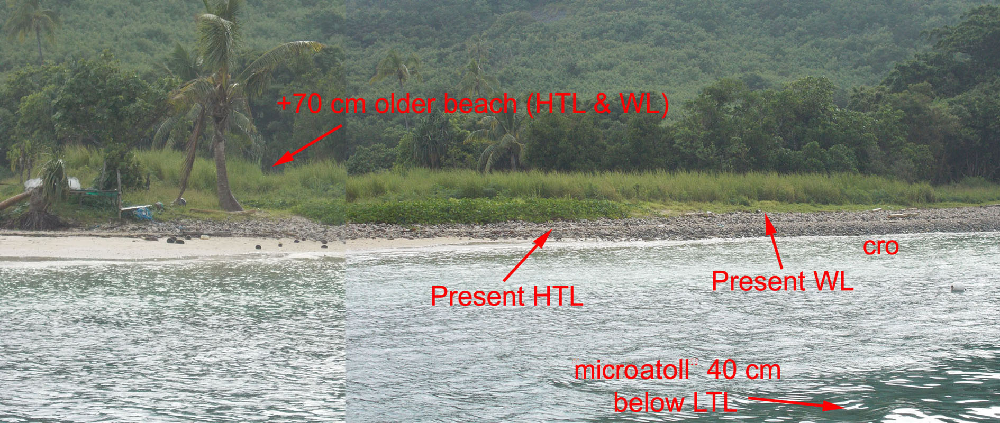 +70 cm older beach (HTL & WL)
cro
Present WL
Present HTL
"microatoll" 40 cm
below LTL